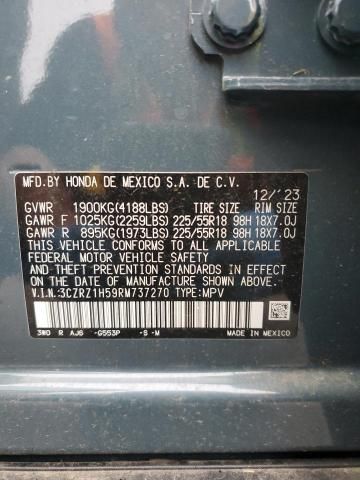 MFD.BY HONDA DE MEXICO S.A. DE C.V.
12/'23
GVWR 1900KG(4188LBS) TIRE SIZE RIM SIZE
GAWR F 1025KG(2259LBS) 225/55R18 98H 18X7.0J
GAWR R 895KG(1973LBS) 225/55R18 98H 18X7.0J
THIS VEHICLE CONFORMS TO ALL APPLICABLE
FEDERAL MOTOR VEHICLE SAFETY
AND THEFT PREVENTION STANDARDS IN EFFECT
ON THE DATE OF MANUFACTURE SHOWN ABOVE.
V.I.N.:3CZRZ1H59RM737270 TYPE:MPV
3W0 R AJ6 -G553P -S -M
MADE IN MEXICO